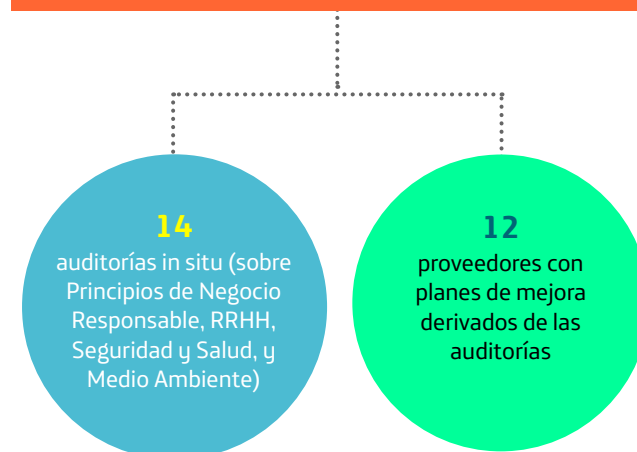 14
auditorías in situ (sobre
Principios de Negocio
Responsable, RRHH,
Seguridad y Salud, y
Medio Ambiente)
12
proveedores con
planes de mejora
derivados de las
auditorías